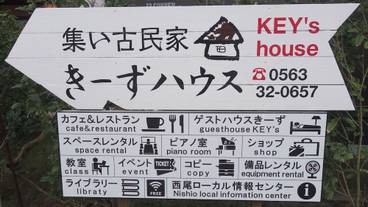 集い古民家
きーずハウス
KEY's
house
☎0563
32-0657
カフェ&レストラン
cafe&restaurant
ゲストハウスきーず
guesthouse KEY's
スペースレンタル
space rental
ピアノ室
piano room
ショップ
shop
教室
class
イベント
event
TICKET
コピー
copy
備品レンタル
equipment rental
ライブラリー
library
FREE
西尾ローカル情報センター
Nishio local information center